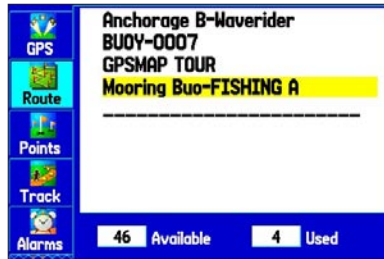 GPS
Route
Points
Track
Alarms
Anchorage B-Waverider
BUOY-0007
GPSMAP TOUR
Mooring Buo-FISHING A
46 Available 4 Used